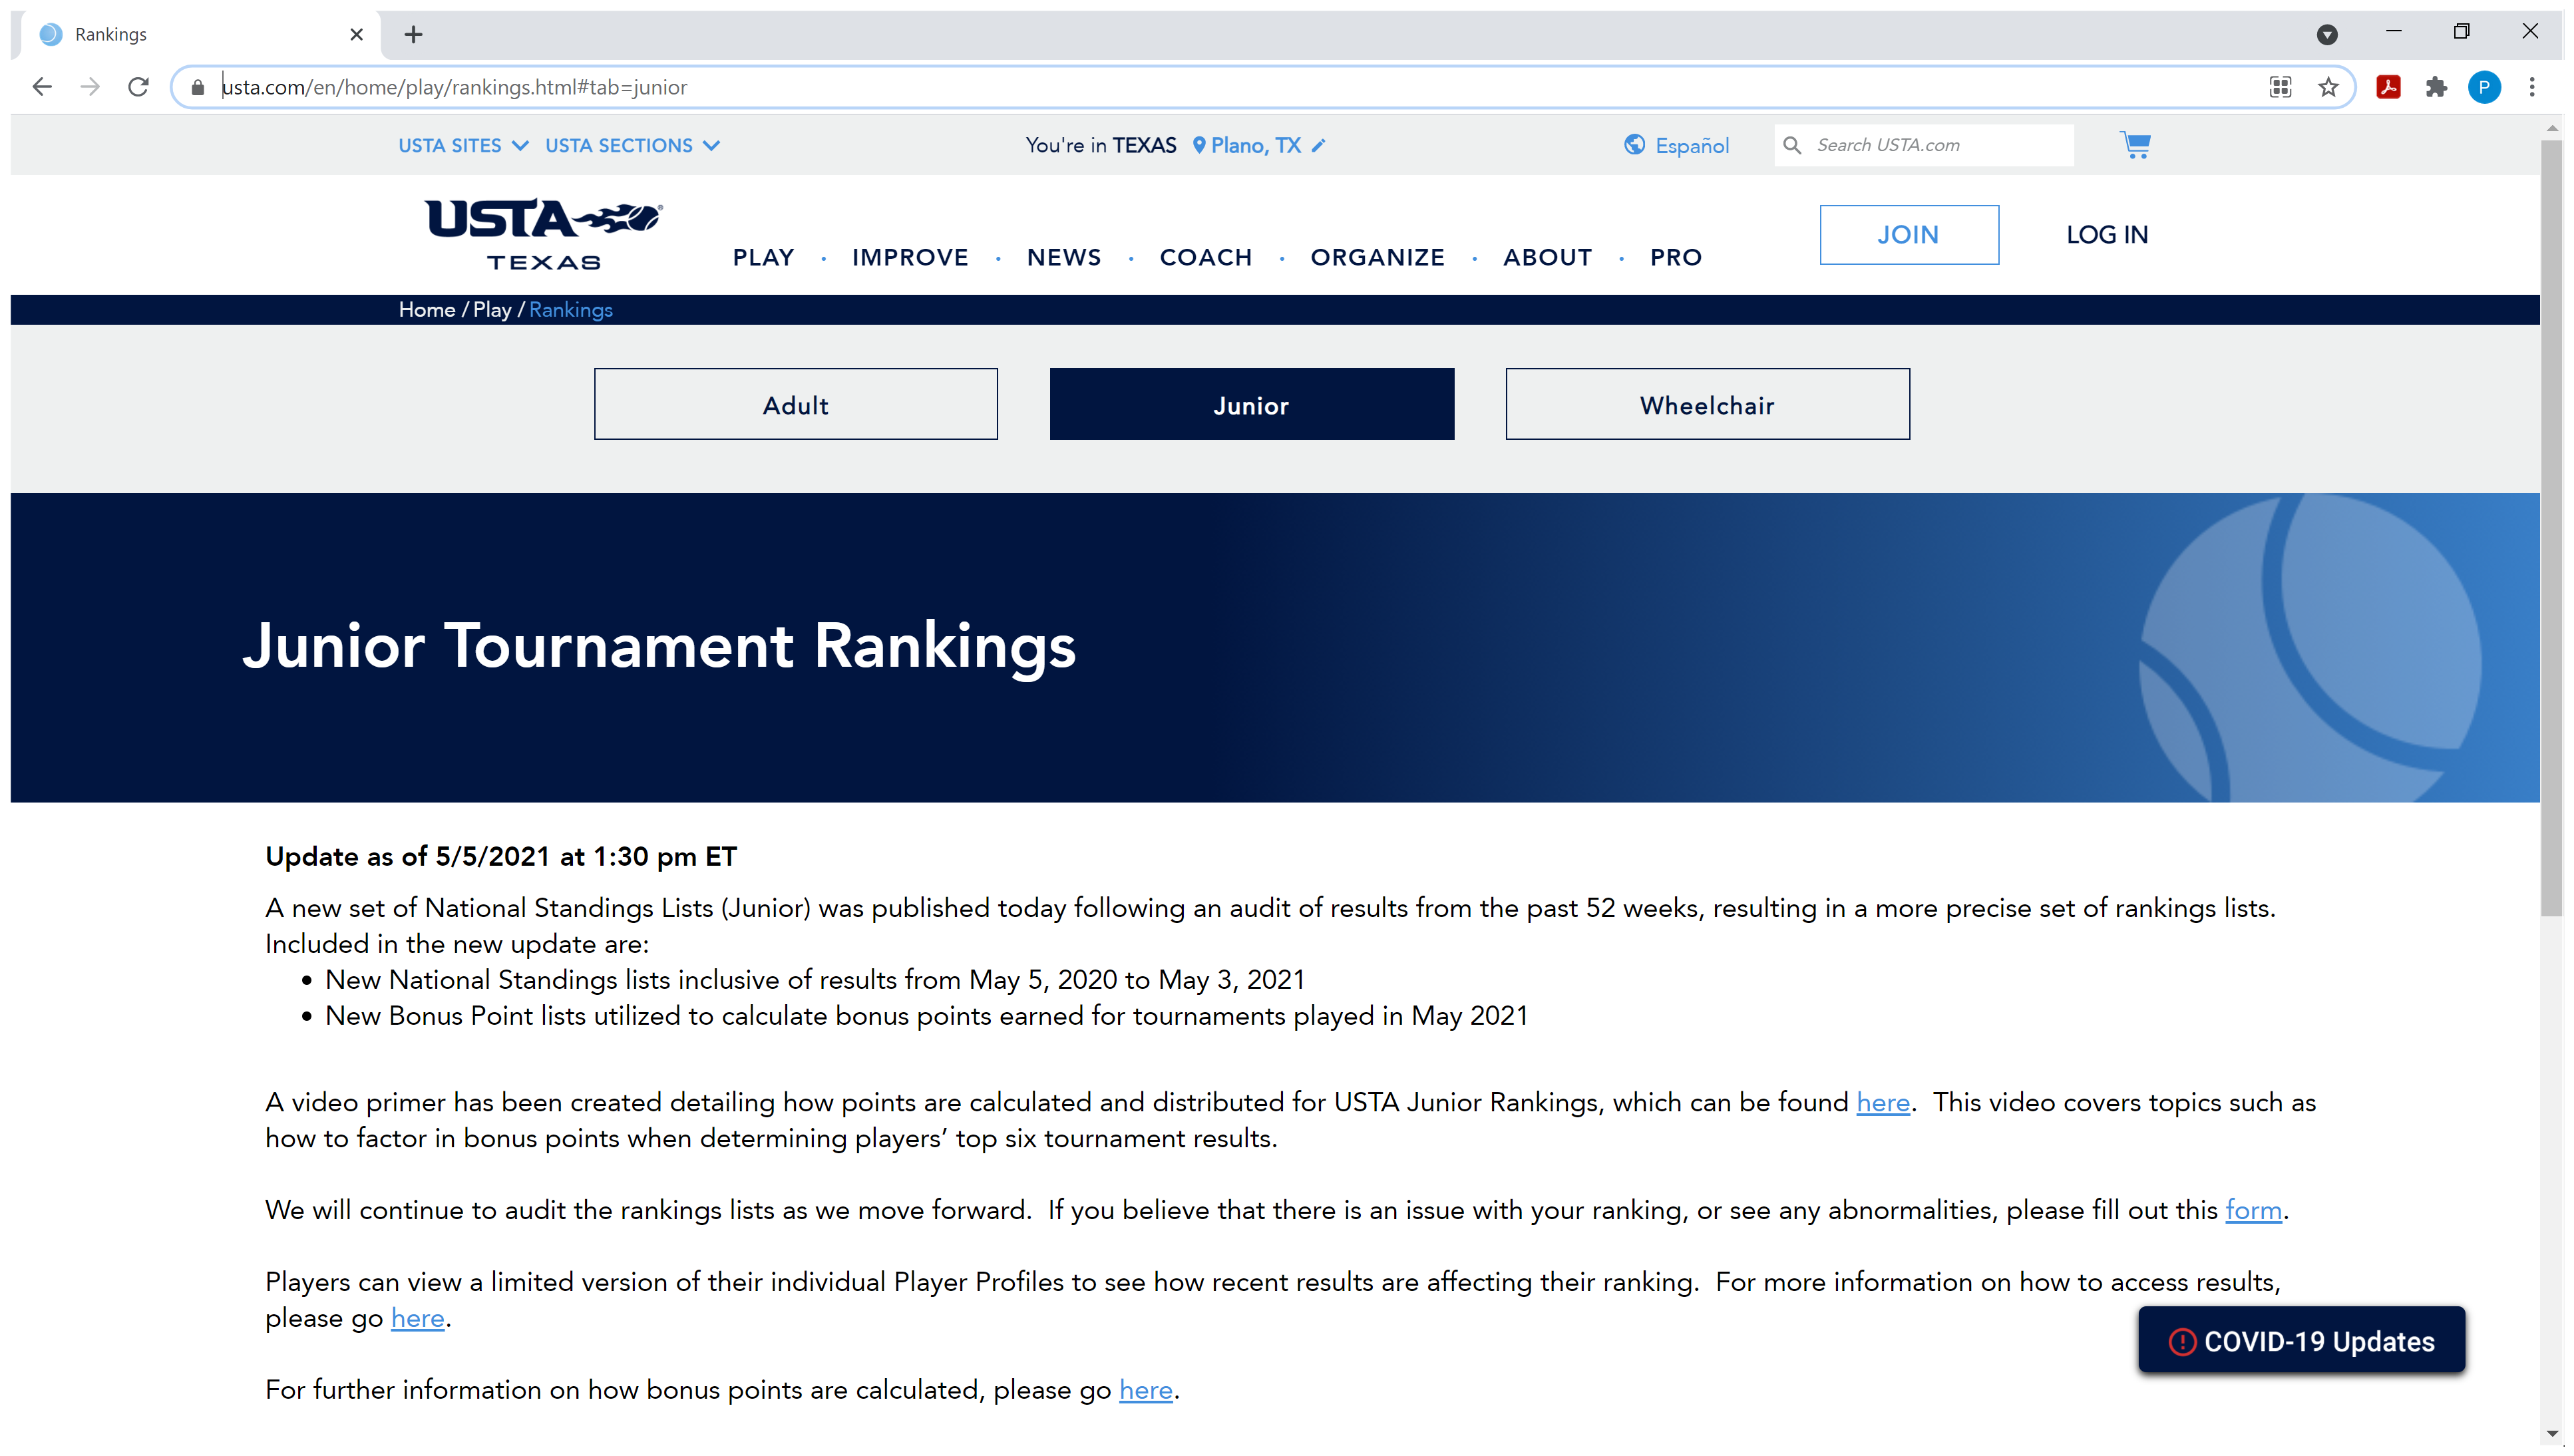 Rankings
usta.com/en/home/play/rankings.html#tab=junior
P
USTA SITES USTA SECTIONS You're in TEXAS Plano, TX Español Search USTA.com
USTA®
TEXAS
PLAY · IMPROVE · NEWS · COACH · ORGANIZE · ABOUT · PRO
JOIN LOG IN
Home / Play / Rankings
Adult Junior Wheelchair
Junior Tournament Rankings
Update as of 5/5/2021 at 1:30 pm ET
A new set of National Standings Lists (Junior) was published today following an audit of results from the past 52 weeks, resulting in a more precise set of rankings lists.
Included in the new update are:
• New National Standings lists inclusive of results from May 5, 2020 to May 3, 2021
• New Bonus Point lists utilized to calculate bonus points earned for tournaments played in May 2021
A video primer has been created detailing how points are calculated and distributed for USTA Junior Rankings, which can be found here. This video covers topics such as
how to factor in bonus points when determining players’ top six tournament results.
We will continue to audit the rankings lists as we move forward. If you believe that there is an issue with your ranking, or see any abnormalities, please fill out this form.
Players can view a limited version of their individual Player Profiles to see how recent results are affecting their ranking. For more information on how to access results,
please go here.
COVID-19 Updates
For further information on how bonus points are calculated, please go here.